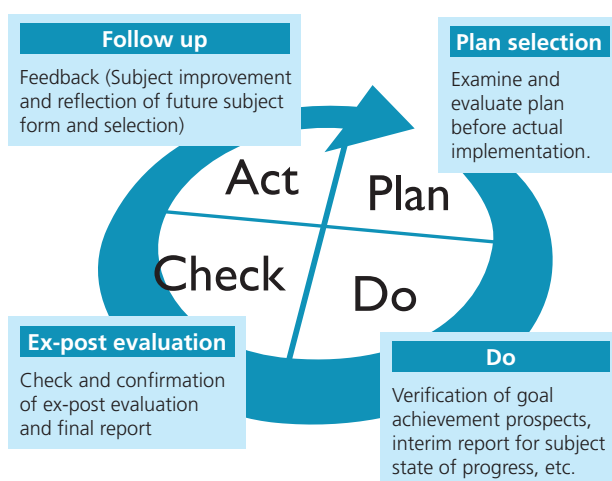 Follow up
Feedback (Subject improvement
and reflection of future subject
form and selection)
Plan selection
Examine and
evaluate plan
before actual
implementation.
Act
Plan
Check
Do
Ex-post evaluation
Check and confirmation
of ex-post evaluation
and final report
Do
Verification of goal
achievement prospects,
interim report for subject
state of progress, etc.